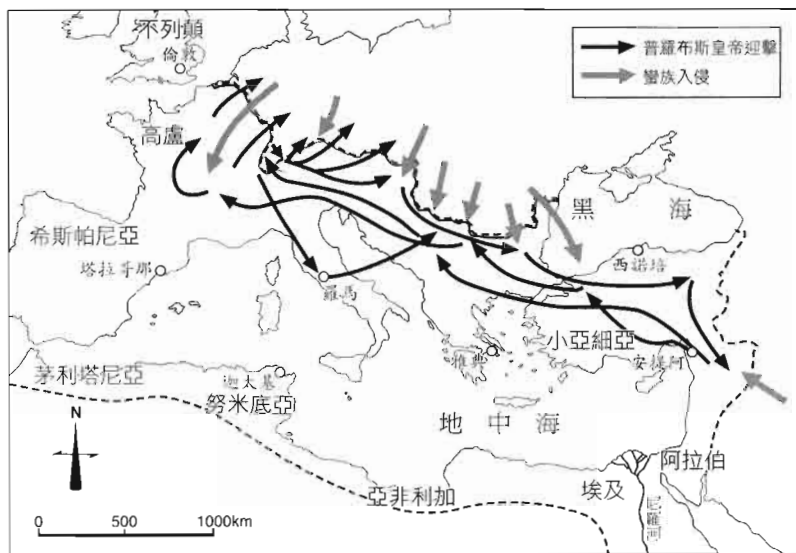 不列顛
倫敦
普羅布斯皇帝迎擊
蠻族入侵
高盧
黑海
希斯帕尼亞
西諾培
塔拉哥那
羅馬
小亞細亞
雅典
安提阿
茅利塔尼亞
迦太基
努米底亞
地中海
N
阿拉伯
亞非利加
埃及
尼羅河
0 500 1000km